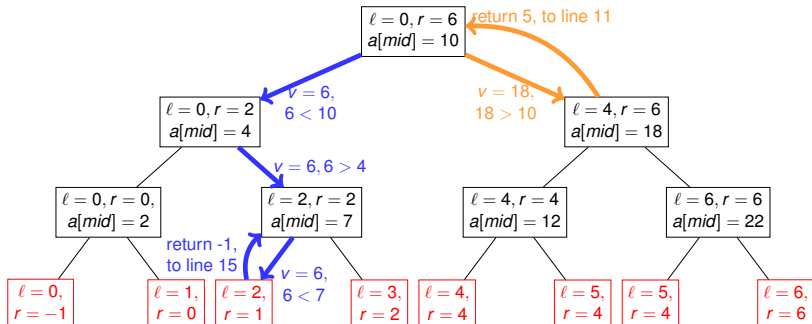 ℓ = 0, r = 6
a[mid] = 10
return 5, to line 11
v = 6,
6 < 10
v = 18,
18 > 10
ℓ = 0, r = 2
a[mid] = 4
ℓ = 4, r = 6
a[mid] = 18
v = 6, 6 > 4
ℓ = 0, r = 0,
a[mid] = 2
ℓ = 2, r = 2
a[mid] = 7
ℓ = 4, r = 4
a[mid] = 12
ℓ = 6, r = 6
a[mid] = 22
return -1,
to line 15
v = 6,
6 < 7
ℓ = 0,
r = −1
ℓ = 1,
r = 0
ℓ = 2,
r = 1
ℓ = 3,
r = 2
ℓ = 4,
r = 4
ℓ = 5,
r = 4
ℓ = 5,
r = 4
ℓ = 6,
r = 6